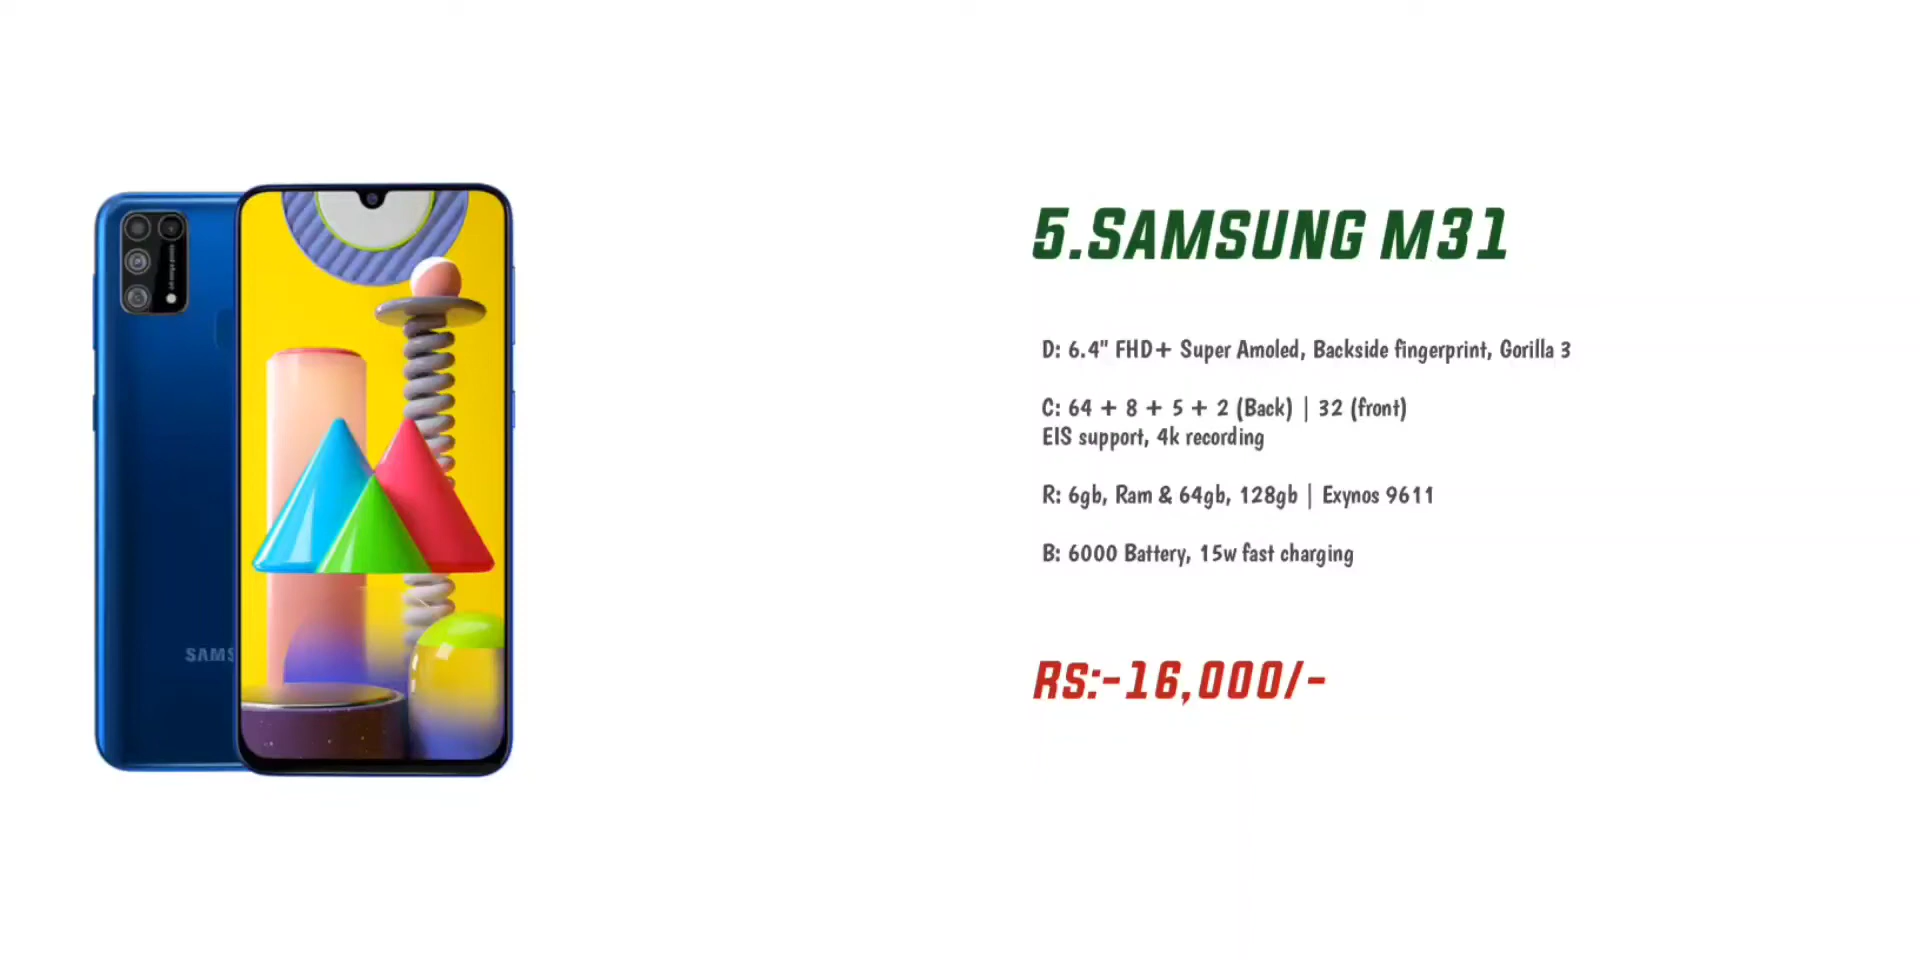 SAMS
5.SAMSUNG M31
D: 6.4" FHD+ Super Amoled, Backside fingerprint, Gorilla 3
C: 64 + 8 + 5 + 2 (Back) | 32 (front)
EIS support, 4k recording
R: 6gb, Ram & 64gb, 128gb | Exynos 9611
B: 6000 Battery, 15w fast charging
RS:-16,000/-